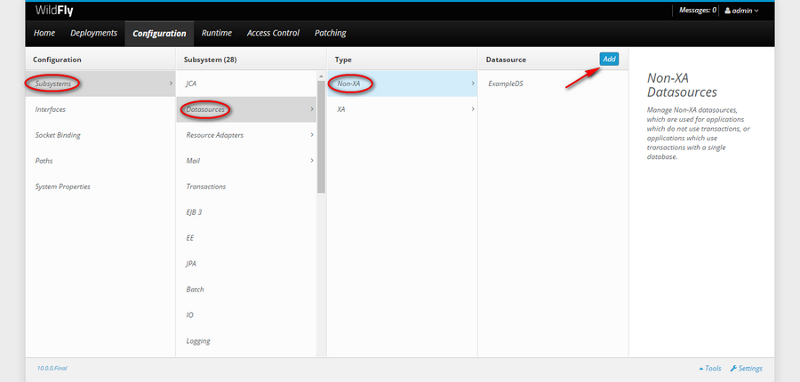 WildFly
Messages: 0
admin
Home
Deployments
Configuration
Runtime
Access Control
Patching
Configuration
Subsystems
Interfaces
Socket Binding
Paths
System Properties
Subsystem (28)
JCA
Datasources
Resource Adapters
Mail
Transactions
EJB 3
EE
JPA
Batch
IO
Logging
Type
Non-XA
XA
Datasource
Add
ExampleDS
Non-XA
Datasources
Manage Non-XA datasources,
which are used for applications
which do not use transactions, or
applications which use
transactions with a single
database.
10.0.0.Final
Tools
Settings